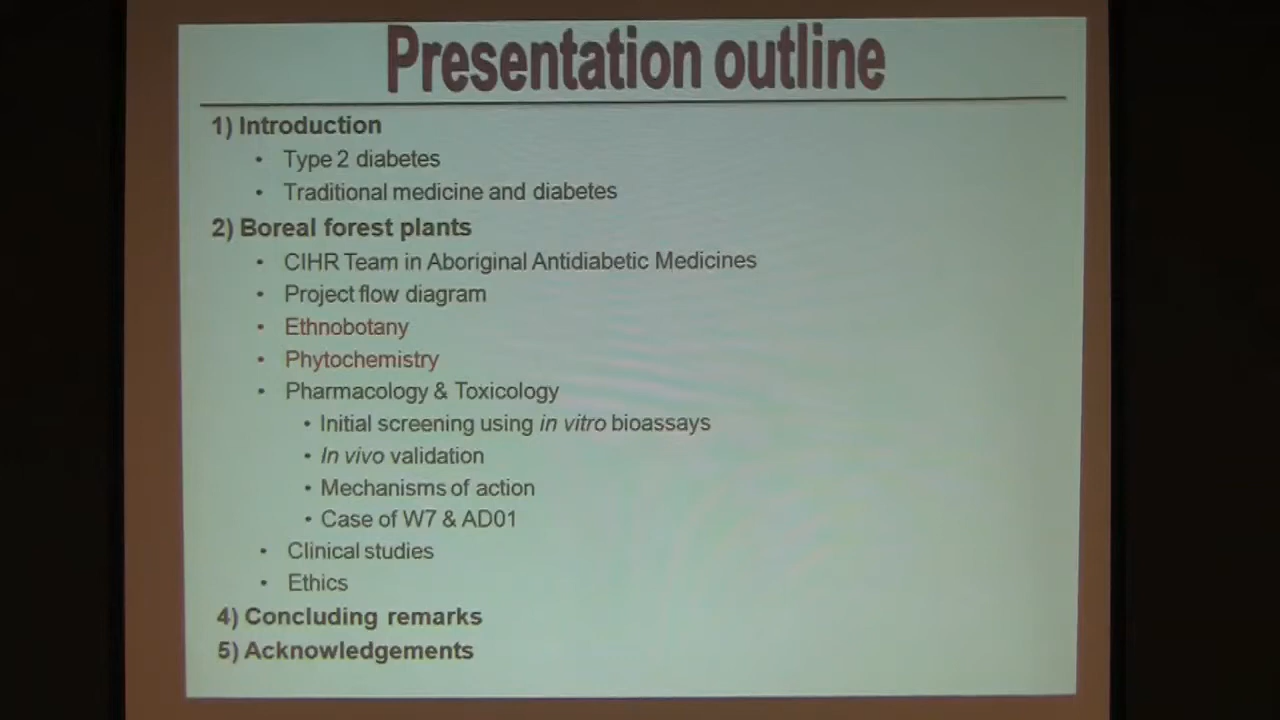 Presentation outline
1) Introduction
• Type 2 diabetes
• Traditional medicine and diabetes
2) Boreal forest plants
• CIHR Team in Aboriginal Antidiabetic Medicines
• Project flow diagram
• Ethnobotany
• Phytochemistry
• Pharmacology & Toxicology
• Initial screening using in vitro bioassays
• In vivo validation
• Mechanisms of action
• Case of W7 & AD01
• Clinical studies
• Ethics
4) Concluding remarks
5) Acknowledgements